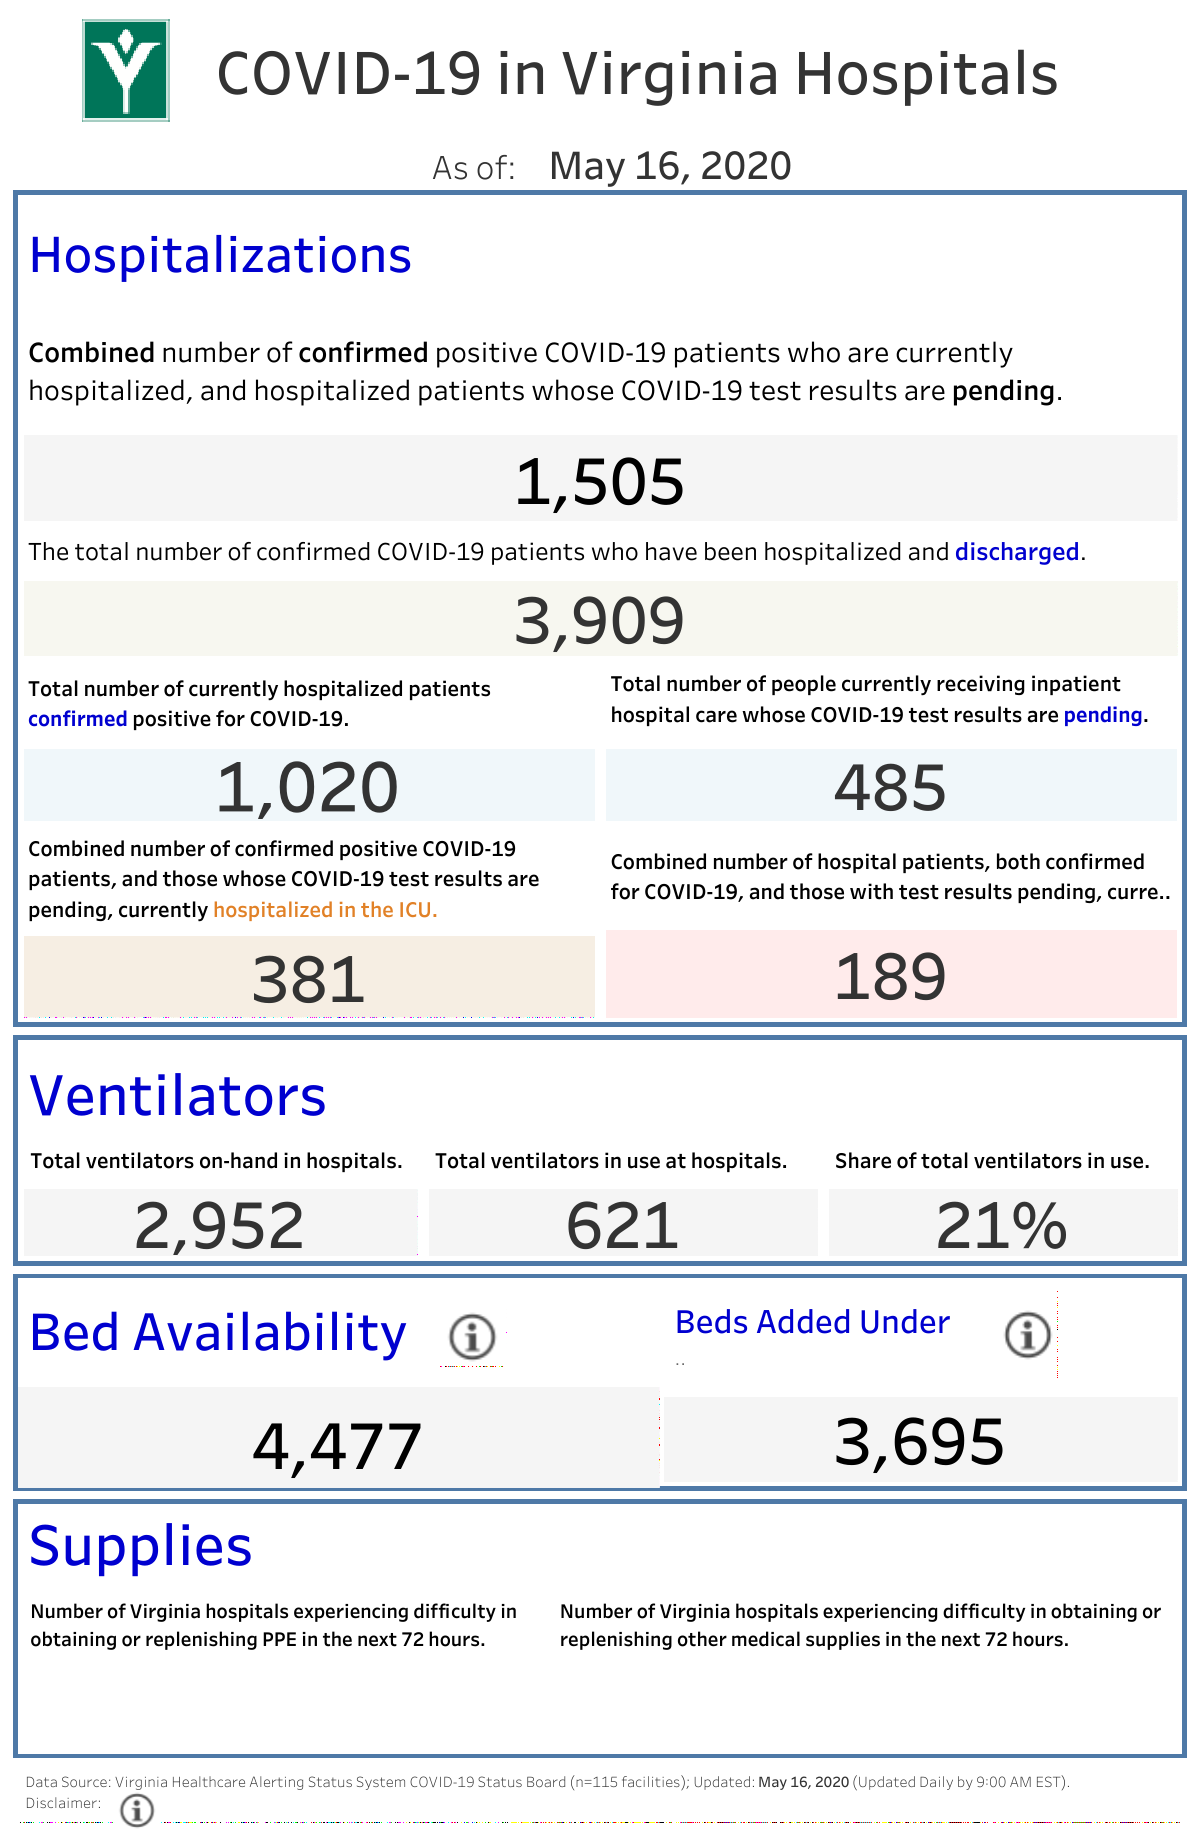 COVID-19 in Virginia Hospitals
As of: May 16, 2020
Hospitalizations
Combined number of confirmed positive COVID-19 patients who are currently
hospitalized, and hospitalized patients whose COVID-19 test results are pending.
1,505
The total number of confirmed COVID-19 patients who have been hospitalized and discharged.
3,909
Total number of currently hospitalized patients
confirmed positive for COVID-19.
1,020
Total number of people currently receiving inpatient
hospital care whose COVID-19 test results are pending.
485
Combined number of confirmed positive COVID-19
patients, and those whose COVID-19 test results are
pending, currently hospitalized in the ICU.
381
Combined number of hospital patients, both confirmed
for COVID-19, and those with test results pending, curre..
189
Ventilators
Total ventilators on-hand in hospitals.
2,952
Total ventilators in use at hospitals.
621
Share of total ventilators in use.
21%
Bed Availability
4,477
Beds Added Under
..
3,695
Supplies
Number of Virginia hospitals experiencing difficulty in
obtaining or replenishing PPE in the next 72 hours.
Number of Virginia hospitals experiencing difficulty in obtaining or
replenishing other medical supplies in the next 72 hours.
Data Source: Virginia Healthcare Alerting Status System COVID-19 Status Board (n=115 facilities); Updated: May 16, 2020 (Updated Daily by 9:00 AM EST).
Disclaimer: